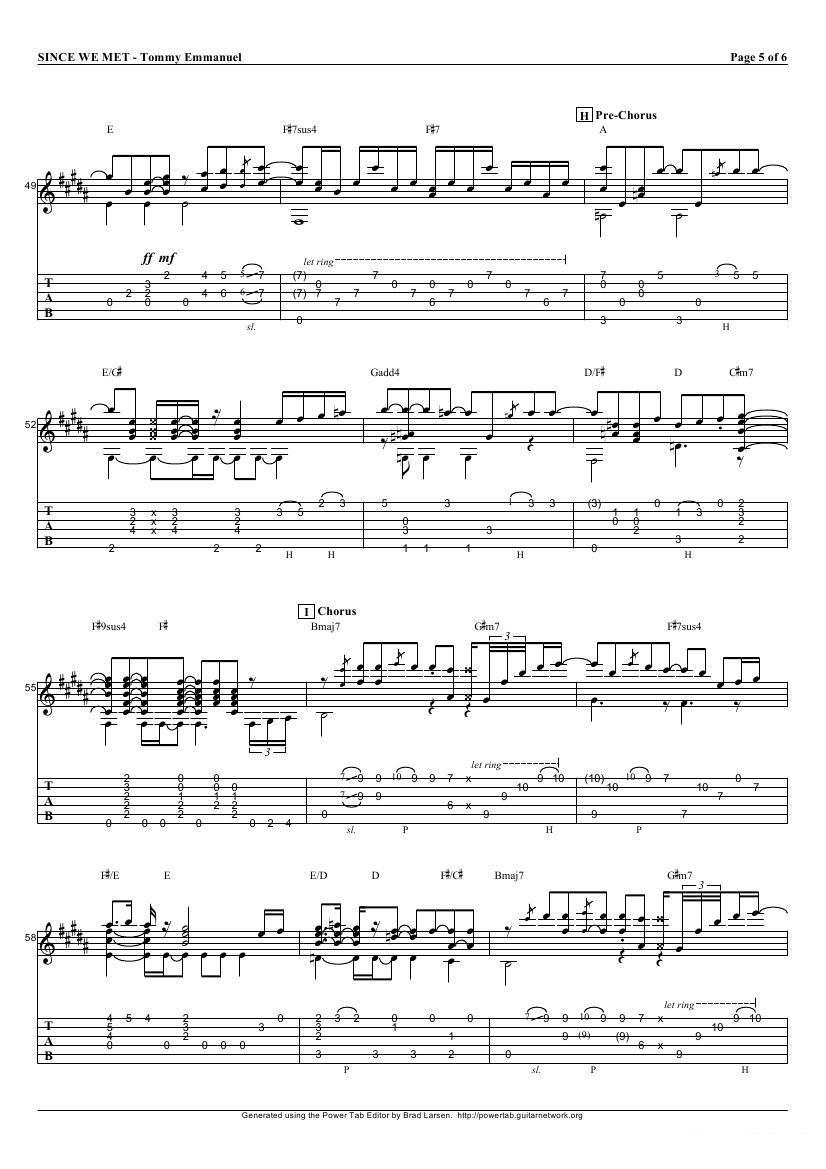 SINCE WE MET - Tommy Emmanuel Page 5 of 6
H Pre-Chorus
E F#7sus4 F#7 A
49
ff mf
let ring
T A B
sl. H
E/G# Gadd4 D/F# D C#m7
52
T A B
H H H H
I Chorus
F#9sus4 F# Bmaj7 G#m7 F#7sus4
3
55
3
let ring
T A B
sl. P H P
F#/E E E/D D F#/C# Bmaj7 G#m7
3
58
let ring
T A B
P sl. P H
Generated using the Power Tab Editor by Brad Larsen. http://powertab.guitarnetwork.org